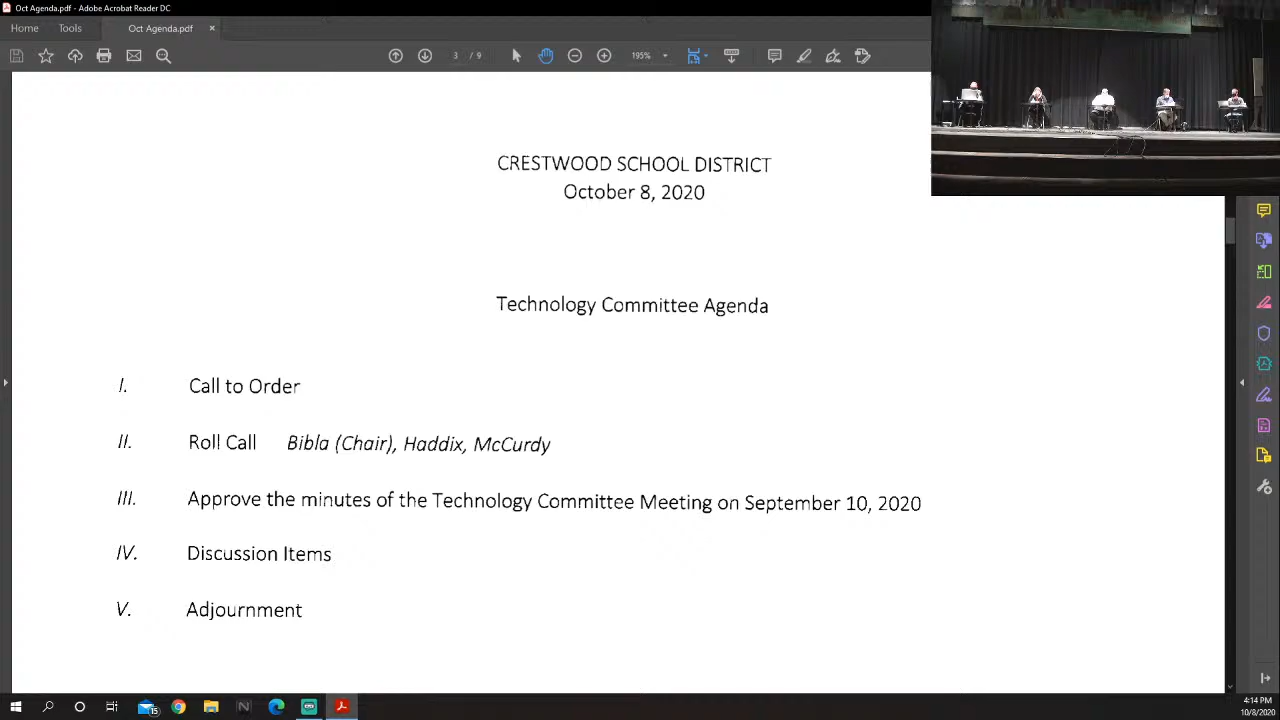 Oct Agenda.pdf - Adobe Acrobat Reader DC
Home Tools Oct Agenda.pdf ×
3 / 9 195%
CRESTWOOD SCHOOL DISTRICT
October 8, 2020
Technology Committee Agenda
I. Call to Order
II. Roll Call Bibla (Chair), Haddix, McCurdy
III. Approve the minutes of the Technology Committee Meeting on September 10, 2020
IV. Discussion Items
V. Adjournment
15
4:14 PM
10/8/2020